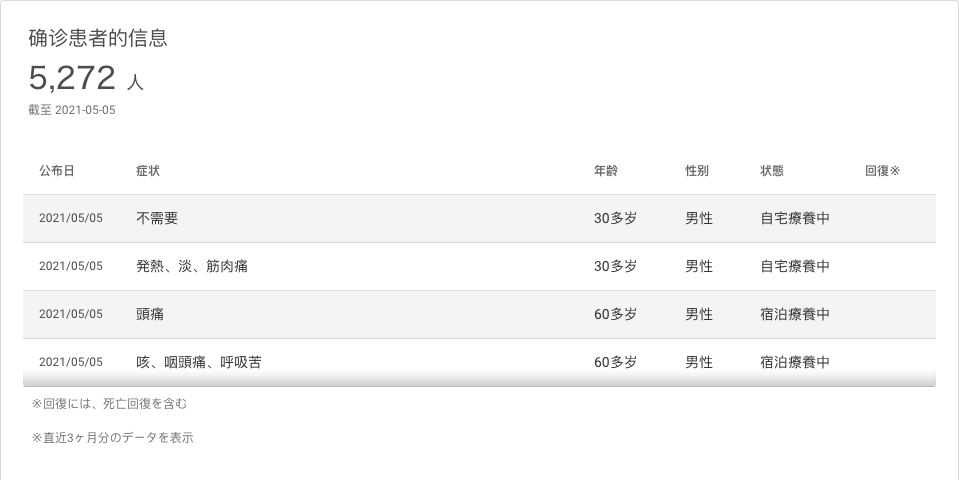 确诊患者的信息
5,272 人
截至 2021-05-05
公布日 症状 年龄 性别 状態 回復※
2021/05/05 不需要 30多岁 男性 自宅療養中
2021/05/05 発熱、淡、筋肉痛 30多岁 男性 自宅療養中
2021/05/05 頭痛 60多岁 男性 宿泊療養中
2021/05/05 咳、咽頭痛、呼吸苦 60多岁 男性 宿泊療養中
※回復には、死亡回復を含む
※直近3ヶ月分のデータを表示